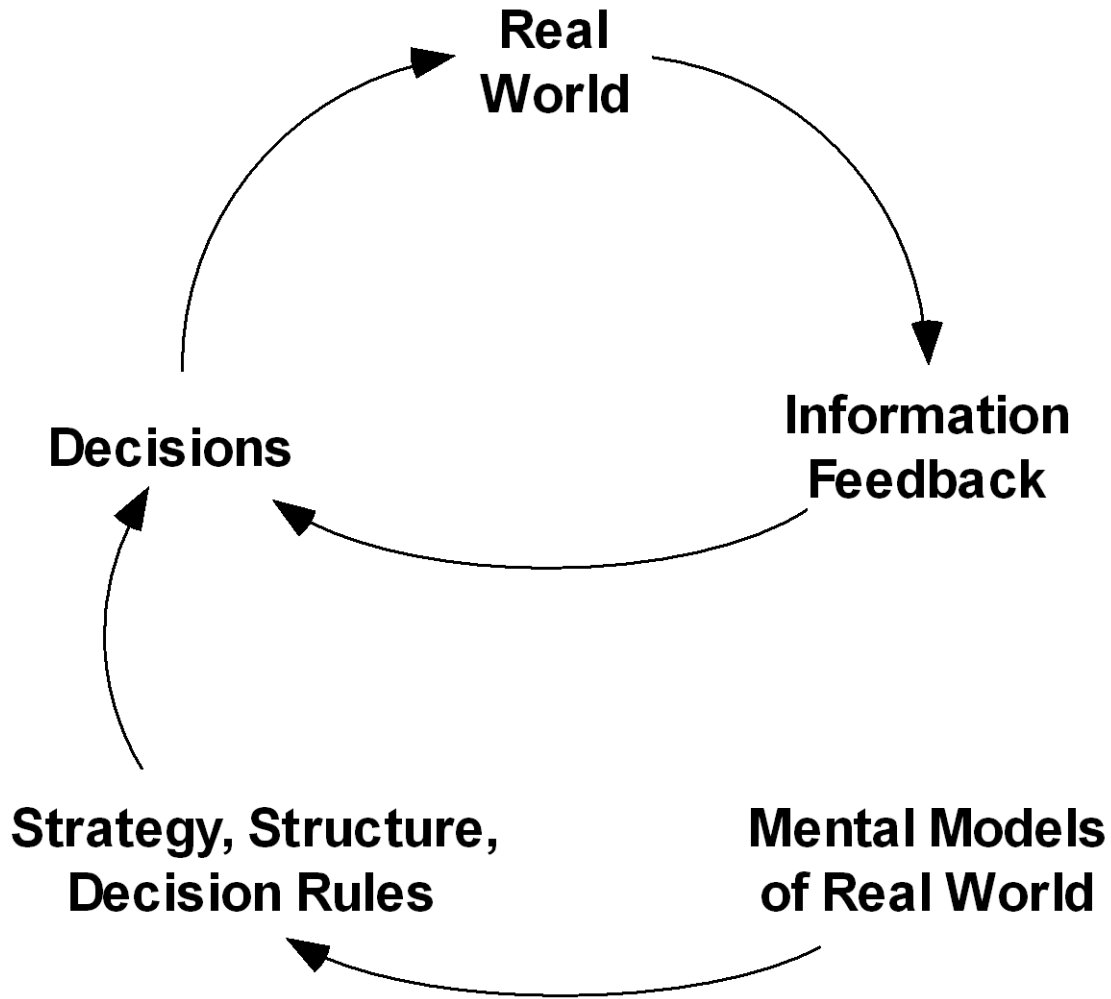 Real
World
Information
Feedback
Decisions
Strategy, Structure,
Decision Rules
Mental Models
of Real World